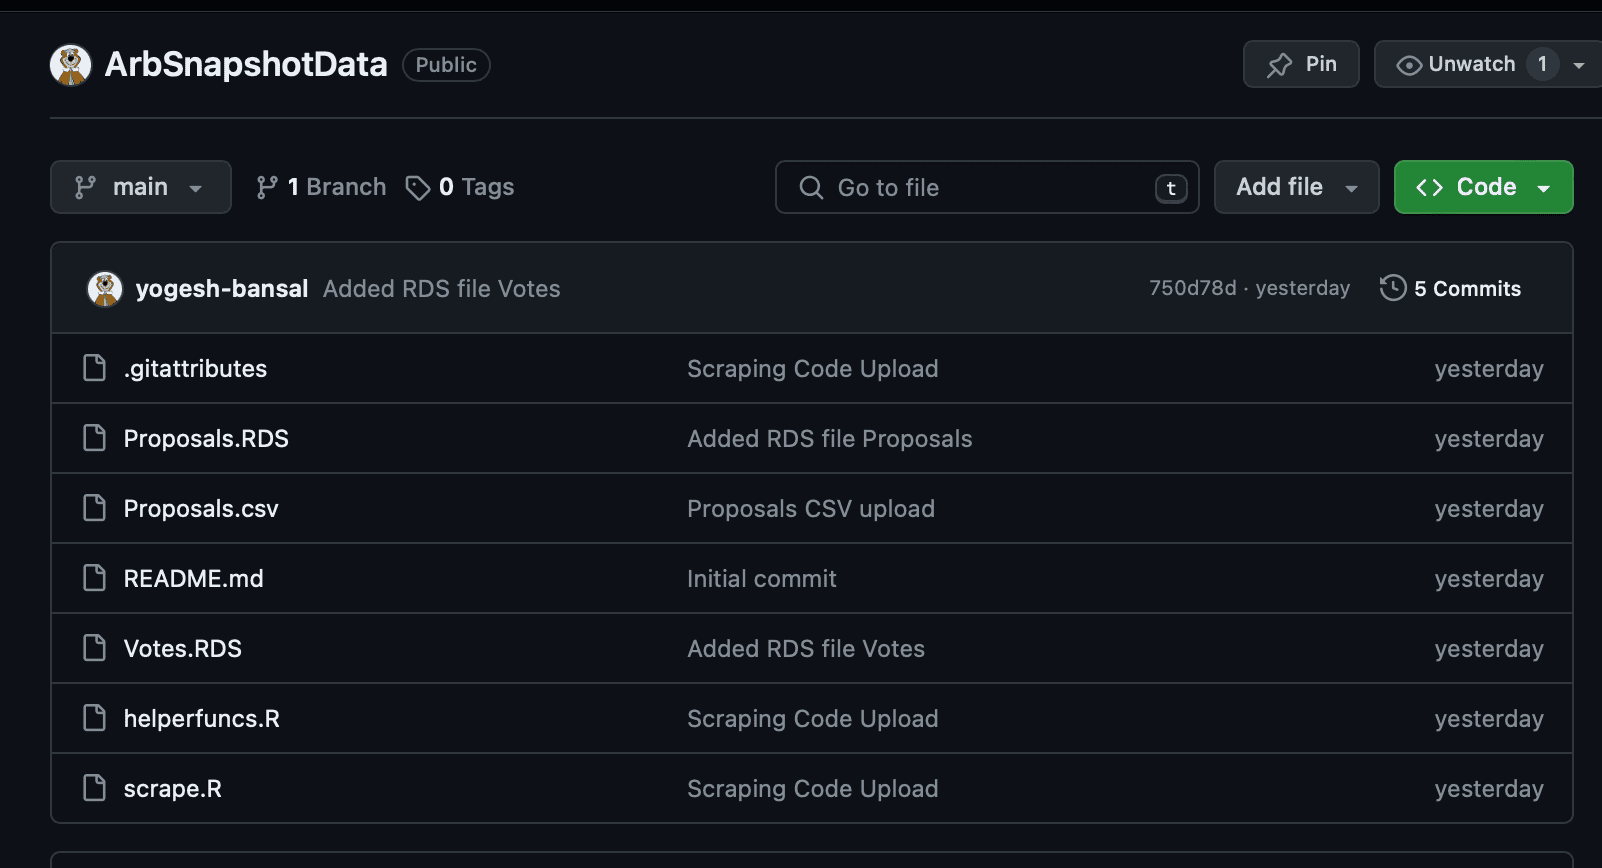 ArbSnapshotData Public Pin Unwatch 1
main 1 Branch 0 Tags Go to file t Add file Code
yogesh-bansal Added RDS file Votes 750d78d · yesterday 5 Commits
.gitattributes Scraping Code Upload yesterday
Proposals.RDS Added RDS file Proposals yesterday
Proposals.csv Proposals CSV upload yesterday
README.md Initial commit yesterday
Votes.RDS Added RDS file Votes yesterday
helperfuncs.R Scraping Code Upload yesterday
scrape.R Scraping Code Upload yesterday